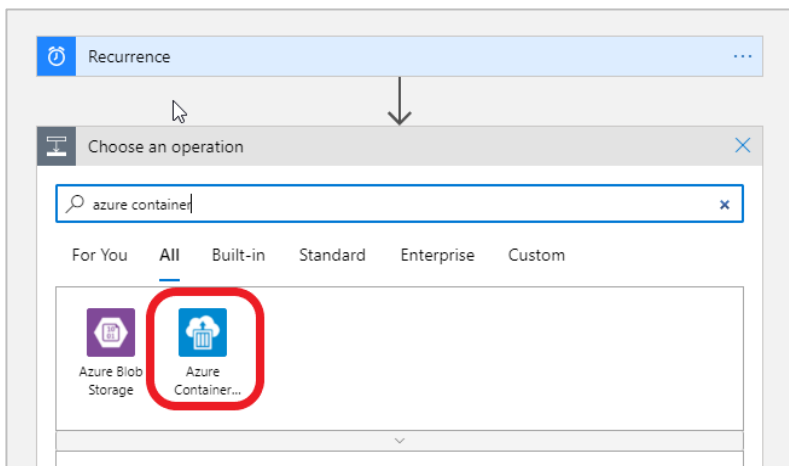 Recurrence
Choose an operation
azure container
For You All Built-in Standard Enterprise Custom
Azure Blob
Storage
Azure
Container...